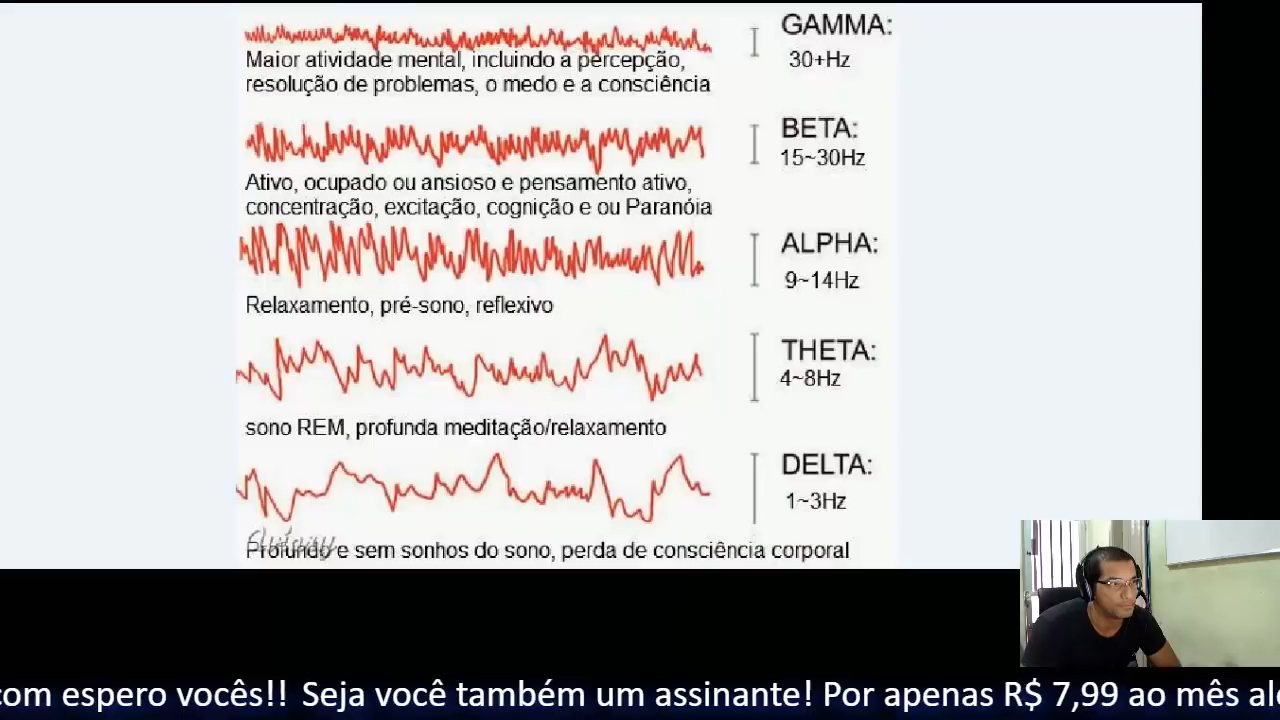 GAMMA:
30+Hz
Maior atividade mental, incluindo a percepção,
resolução de problemas, o medo e a consciência
BETA:
15~30Hz
Ativo, ocupado ou ansioso e pensamento ativo,
concentração, excitação, cognição e ou Paranóia
ALPHA:
9~14Hz
Relaxamento, pré-sono, reflexivo
THETA:
4~8Hz
sono REM, profunda meditação/relaxamento
DELTA:
1~3Hz
Profundo e sem sonhos do sono, perda de consciência corporal
com espero vocês!! Seja você também um assinante! Por apenas R$ 7,99 ao mês